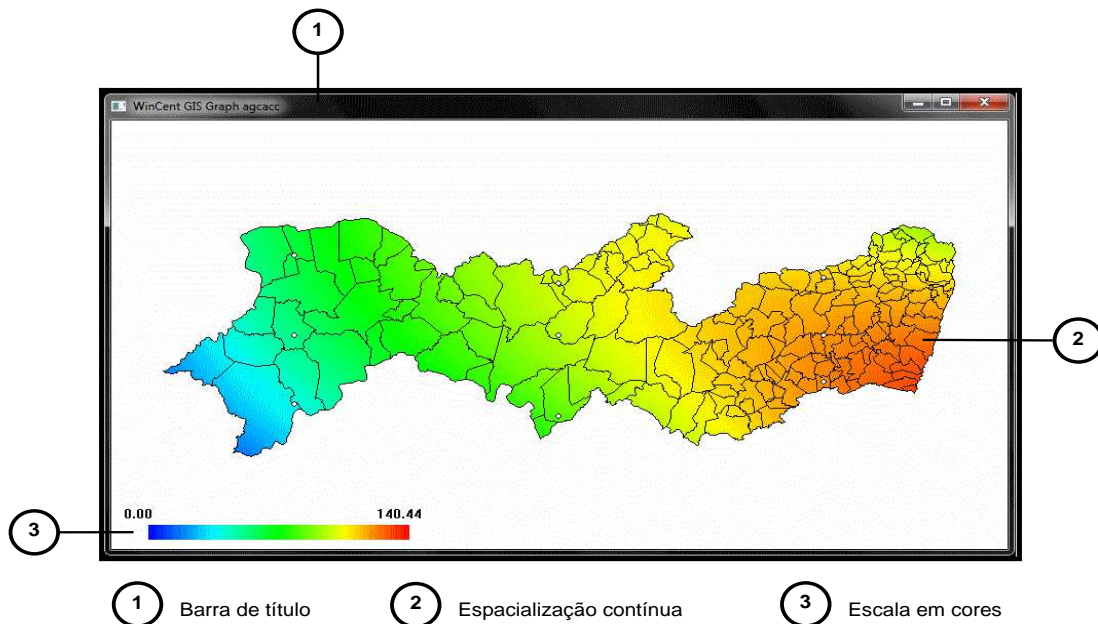 1
WinCent GIS Graph agcacc
2
0.00 140.44
3
1 Barra de título 2 Espacialização contínua 3 Escala em cores